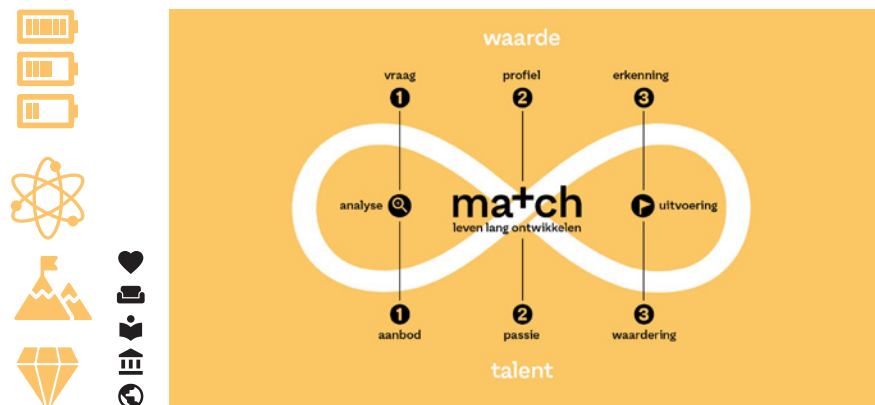 waarde
vraag
profiel
erkenning
1
2
3
analyse
match
uitvoering
leven lang ontwikkelen
1
2
3
aanbod
passie
waardering
talent